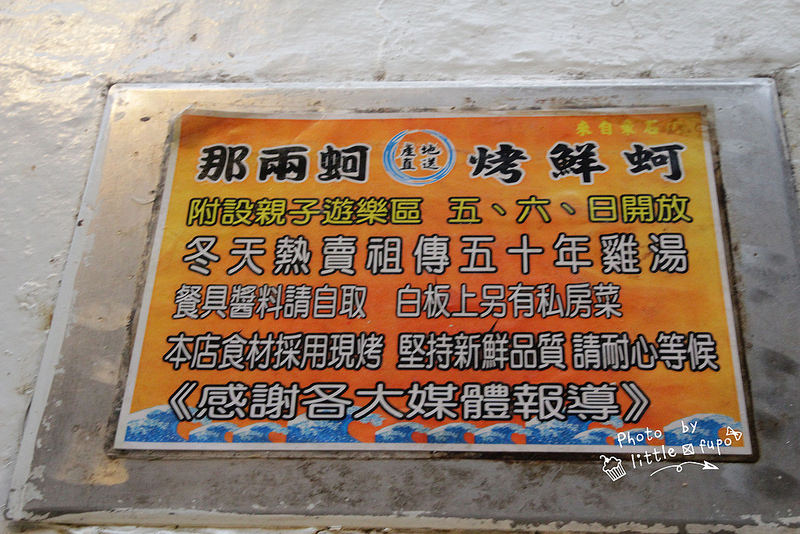 來自東石
那兩蚵 產地直送 烤鮮蚵
附設親子遊樂區 五、六、日開放
冬天熱賣祖傳五十年雞湯
餐具醬料請自取 白板上另有私房菜
本店食材採用現烤 堅持新鮮品質 請耐心等候
《感謝各大媒體報導》
Photo by
little fupo